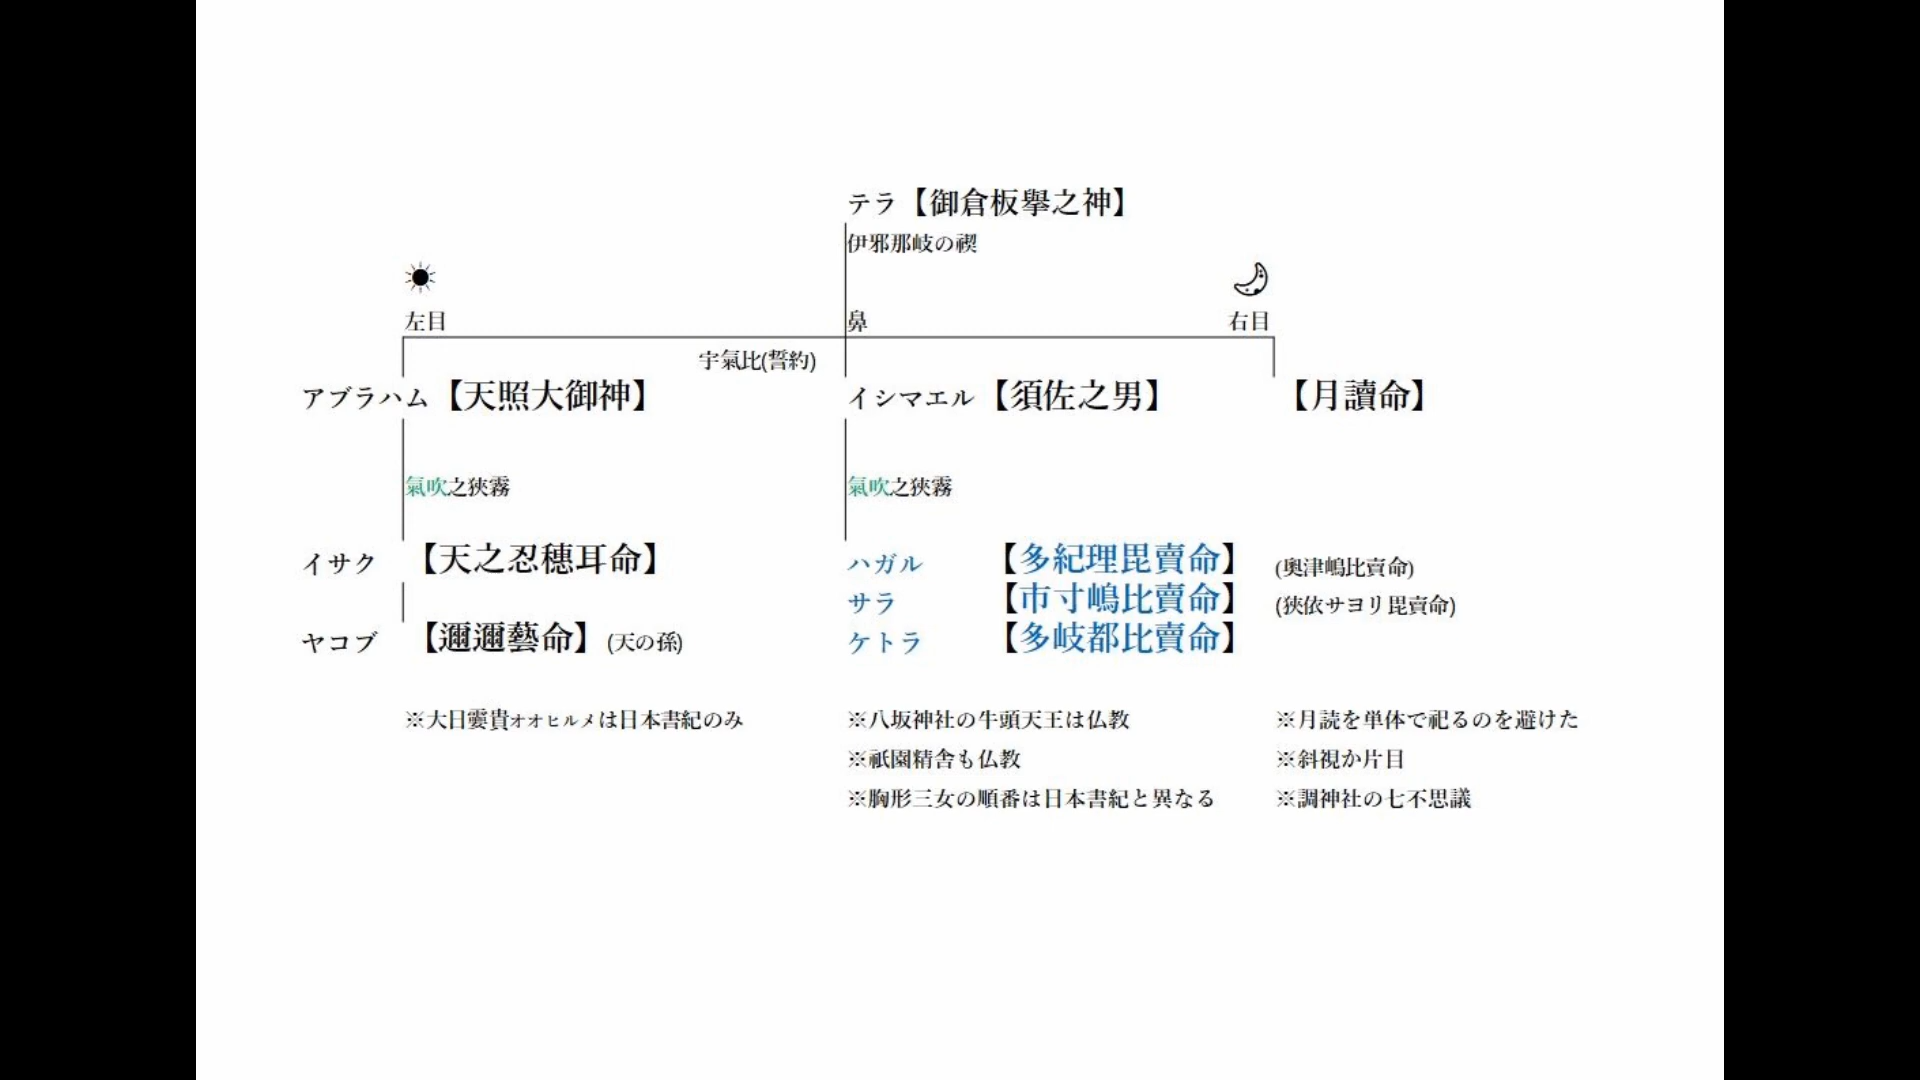 テラ【御倉板擧之神】
伊邪那岐の禊
左目 鼻 右目
宇氣比(誓約)
アブラハム【天照大御神】 イシマエル【須佐之男】 【月讀命】
氣吹之狹霧 氣吹之狹霧
イサク 【天之忍穗耳命】 ハガル 【多紀理毘賣命】 (奧津嶋比賣命)
サラ 【市寸嶋比賣命】 (狹依サヨリ毘賣命)
ヤコブ 【邇邇藝命】(天の孫) ケトラ 【多岐都比賣命】
※大日孁貴オオヒルメは日本書紀のみ ※八坂神社の牛頭天王は仏教 ※月読を単体で祀るのを避けた
※祇園精舎も仏教 ※斜視か片目
※胸形三女の順番は日本書紀と異なる ※調神社の七不思議